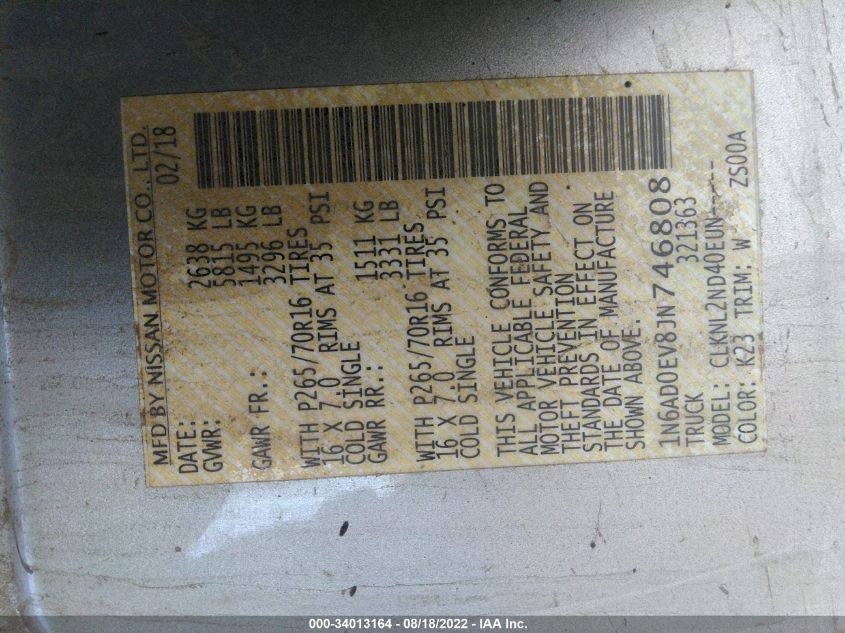 MFD BY NISSAN MOTOR CO., LTD.
DATE: 02/18
GVWR: 2638 KG
5815 LB
GAWR FR.: 1495 KG
3296 LB
WITH P265/70R16 TIRES
16 X 7.0 RIMS AT 35 PSI
COLD SINGLE
GAWR RR.: 1511 KG
3331 LB
WITH P265/70R16 TIRES
16 X 7.0 RIMS AT 35 PSI
COLD SINGLE
THIS VEHICLE CONFORMS TO
ALL APPLICABLE FEDERAL
MOTOR VEHICLE SAFETY AND
THEFT PREVENTION
STANDARDS IN EFFECT ON
THE DATE OF MANUFACTURE
SHOWN ABOVE.
1N6AD0EV8JN746808
TRUCK 321363
MODEL: CLKNL2ND40EUN-----
COLOR: K23 TRIM: W ZS00A
000-34013164 - 08/18/2022 - IAA Inc.